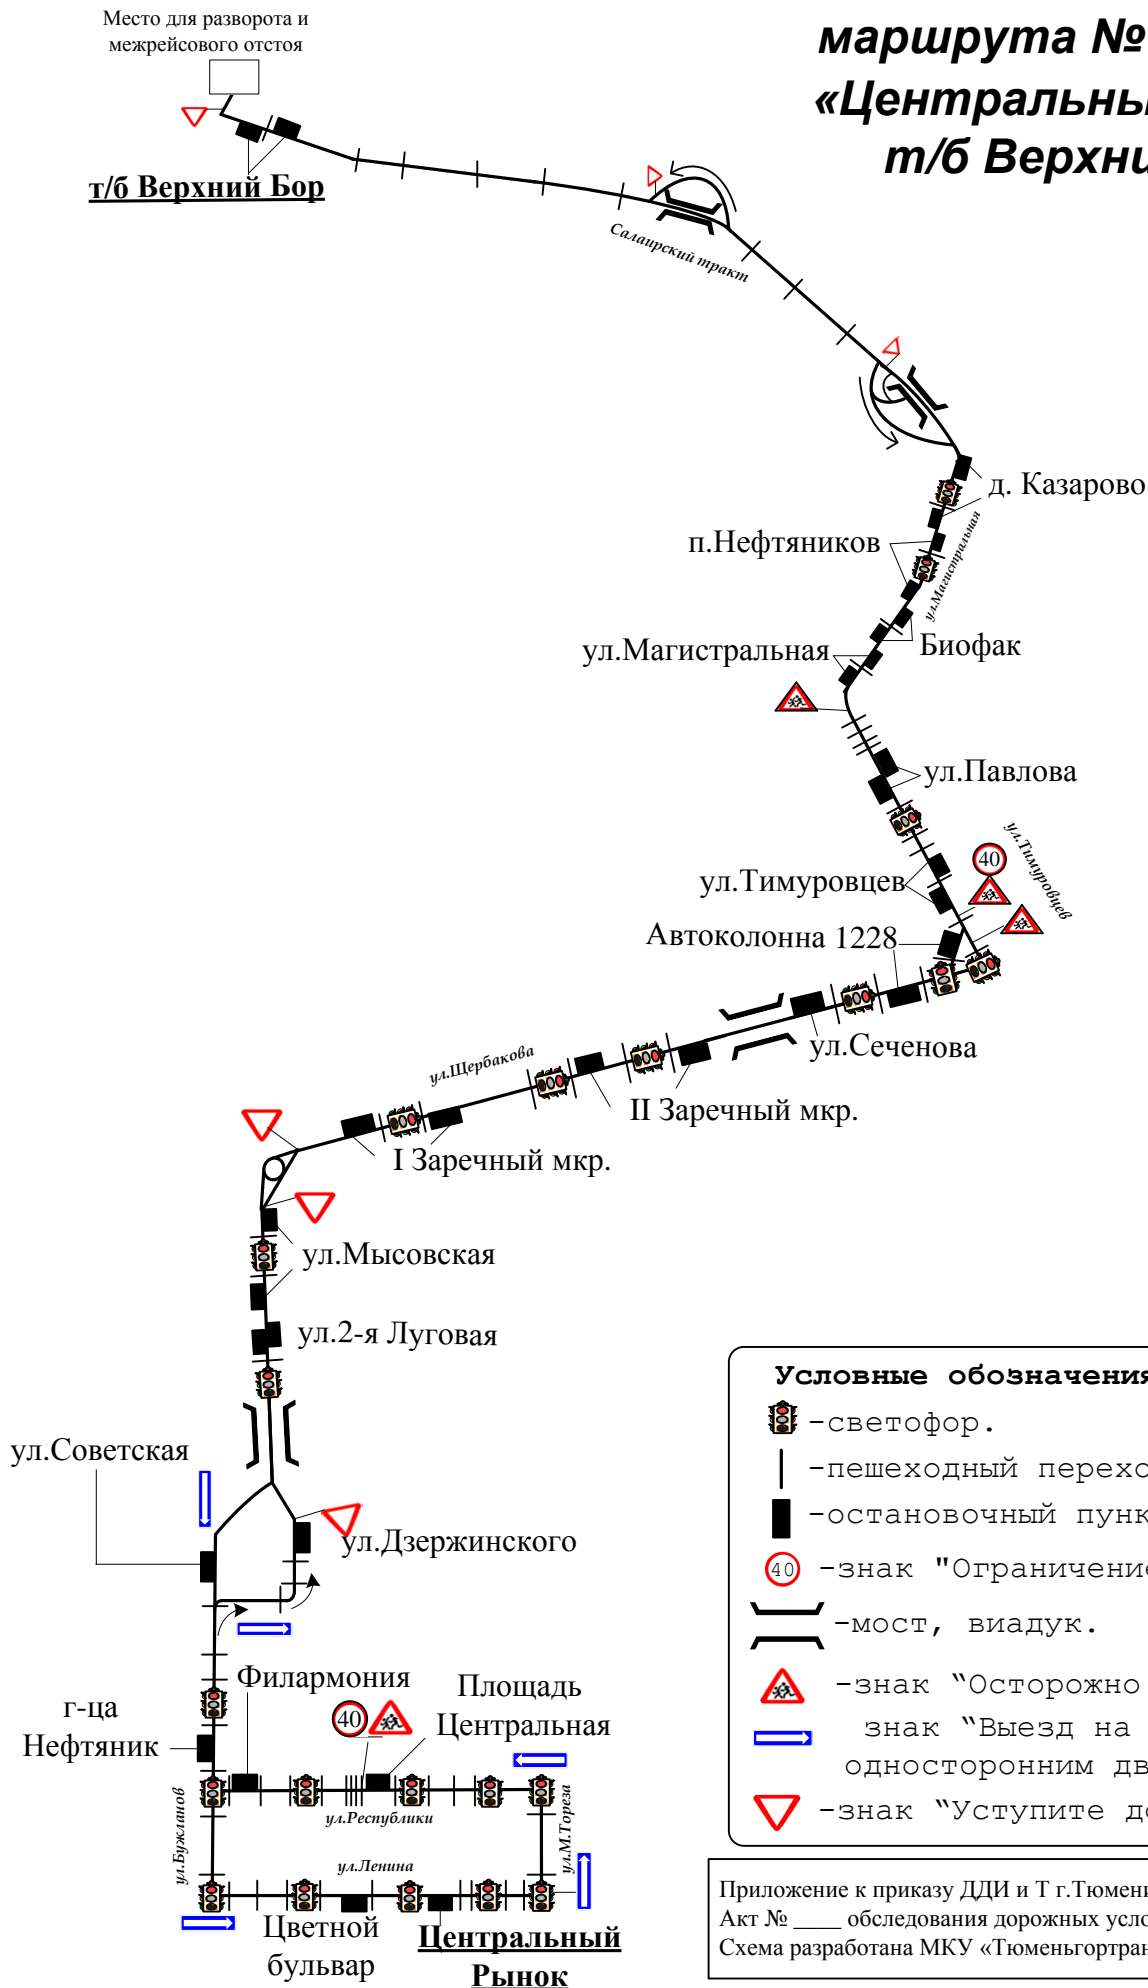 Место для разворота и
межрейсового отстоя
маршрута №
«Центральны
т/б Верхни
т/б Верхний Бор
Салаирский тракт
д. Казарово
п.Нефтяников
ул.Магистральная
Биофак
ул.Магистральная
ул.Павлова
ул.Тимуровцев
40
ул.Тимуровцев
Автоколонна 1228
ул.Сеченова
ул.Щербакова
II Заречный мкр.
I Заречный мкр.
ул.Мысовская
ул.2-я Луговая
ул.Советская
ул.Дзержинского
Филармония
40
Площадь
Центральная
г-ца
Нефтяник
ул.Республики
ул.Бужланов
ул.М.Тореза
ул.Ленина
Цветной
бульвар
Центральный
Рынок
Условные обозначения
-светофор.
-пешеходный перехо
-остановочный пунк
40 -знак "Ограничение
-мост, виадук.
-знак "Осторожно
знак "Выезд на
односторонним дв
-знак "Уступите до
Приложение к приказу ДДИ и Т г.Тюмени
Акт № ____ обследования дорожных усло
Схема разработана МКУ «Тюменьгортран